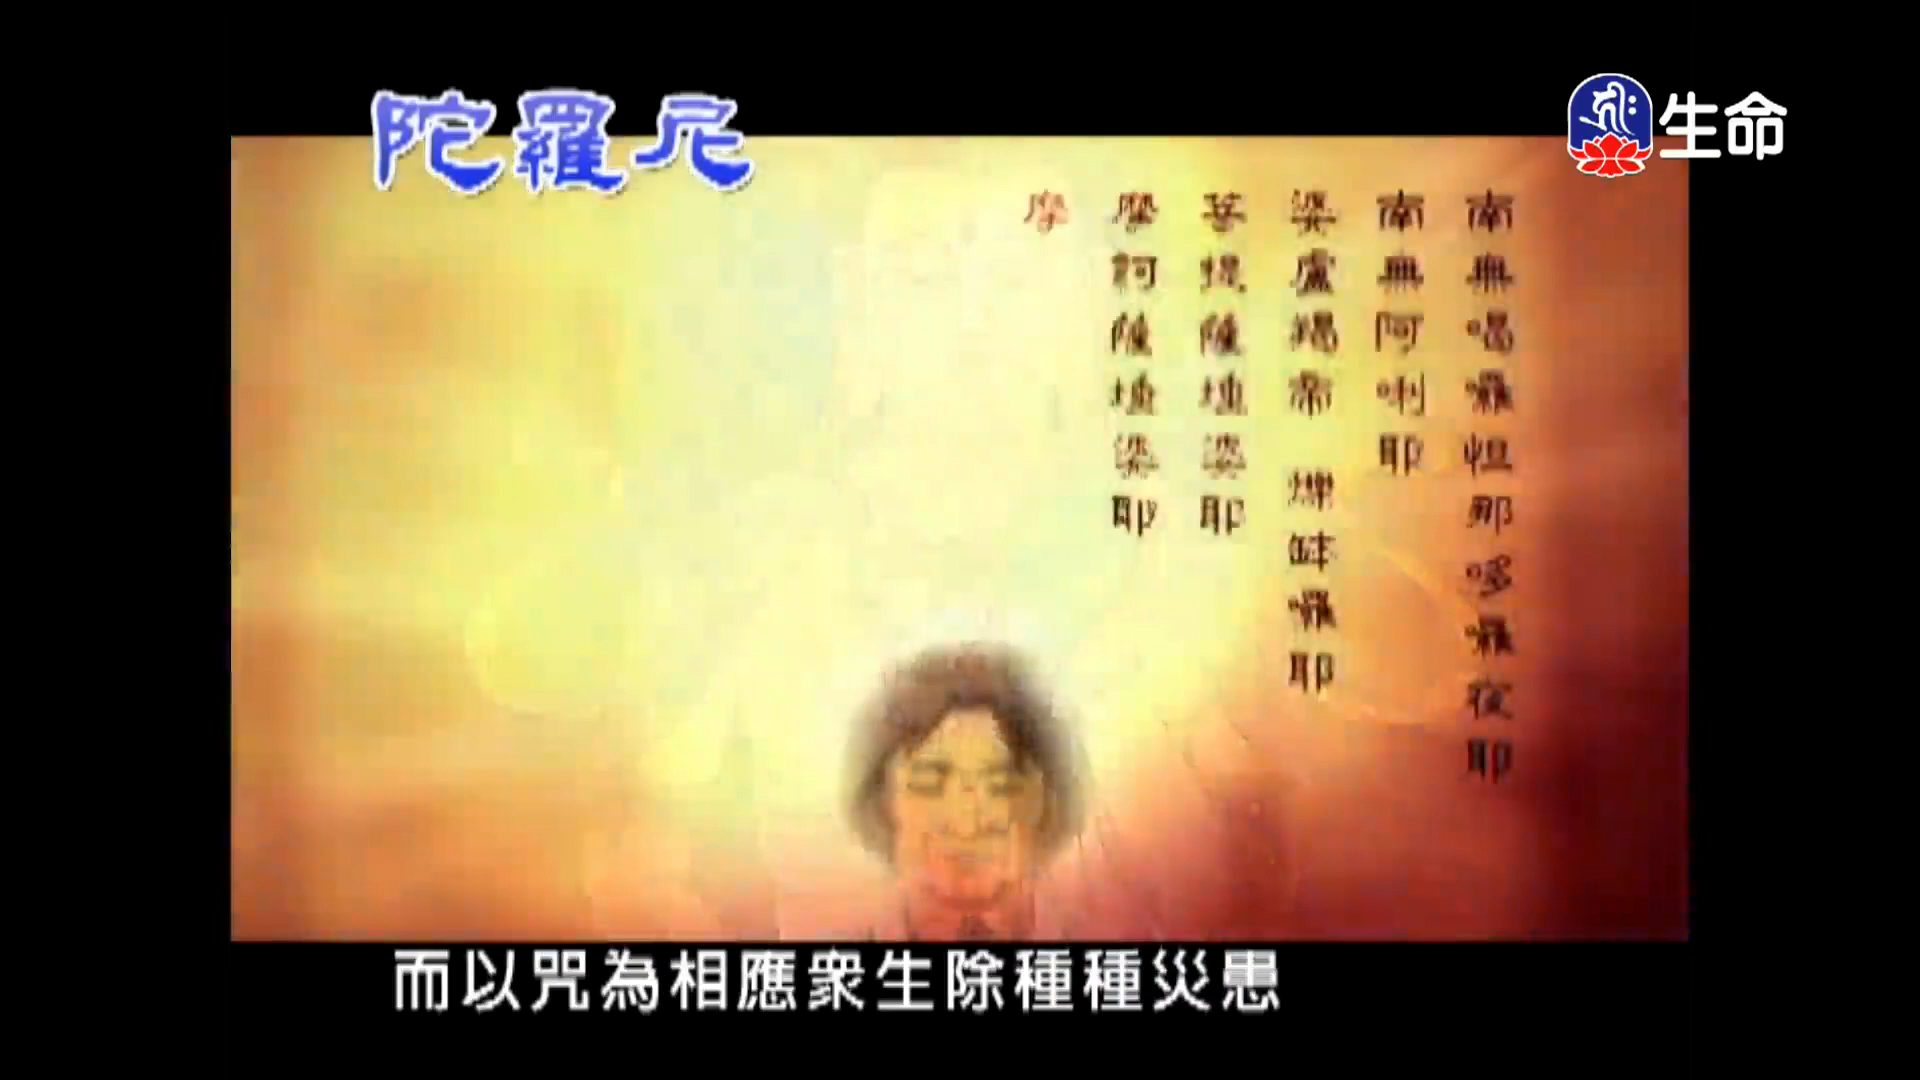 陀羅尼
生命
南無喝囉怛那哆囉夜耶
南無阿唎耶
婆盧羯帝 爍缽囉耶
菩提薩埵婆耶
摩訶薩埵婆耶
摩
而以咒為相應衆生除種種災患